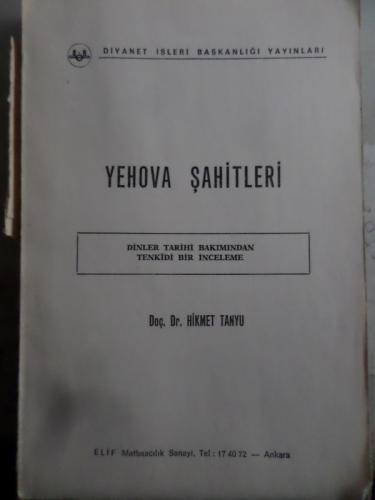 DİYANET İŞLERİ BAŞKANLIĞI YAYINLARI
YEHOVA ŞAHİTLERİ
DİNLER TARİHİ BAKIMINDAN
TENKİDİ BİR İNCELEME
Doç. Dr. HİKMET TANYU
ELİF Matbaacılık Sanayi, Tel: 17 40 72 — Ankara